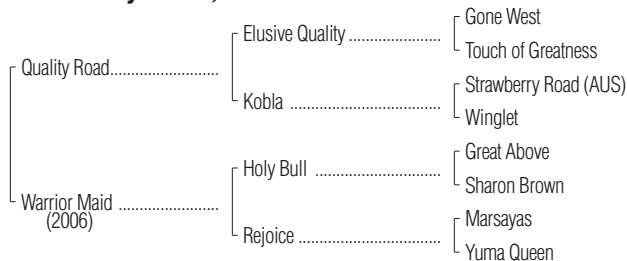 Gone West
Elusive Quality ....................
Touch of Greatness
Quality Road........................
Strawberry Road (AUS)
Kobla .................................
Winglet
Great Above
Holy Bull ...........................
Sharon Brown
Warrior Maid ......................
(2006)
Marsayas
Rejoice ...............................
Yuma Queen